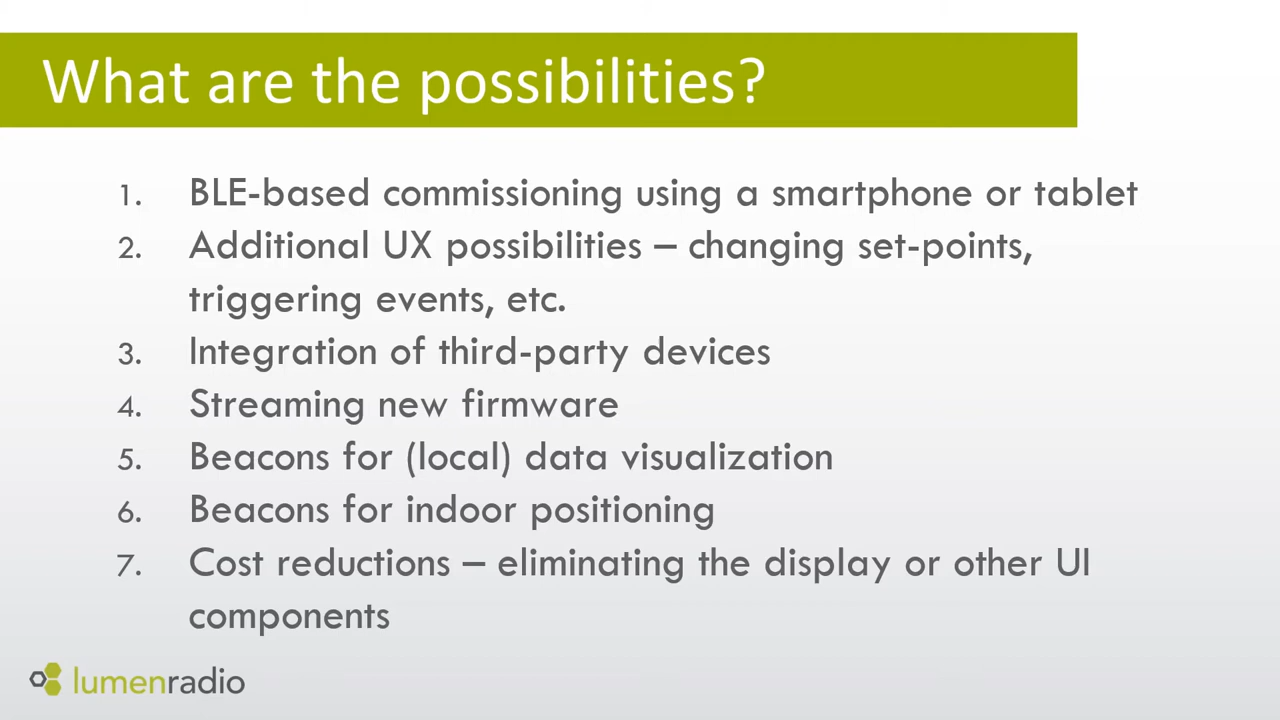 What are the possibilities?
1. BLE-based commissioning using a smartphone or tablet
2. Additional UX possibilities – changing set-points,
triggering events, etc.
3. Integration of third-party devices
4. Streaming new firmware
5. Beacons for (local) data visualization
6. Beacons for indoor positioning
7. Cost reductions – eliminating the display or other UI
components
lumenradio